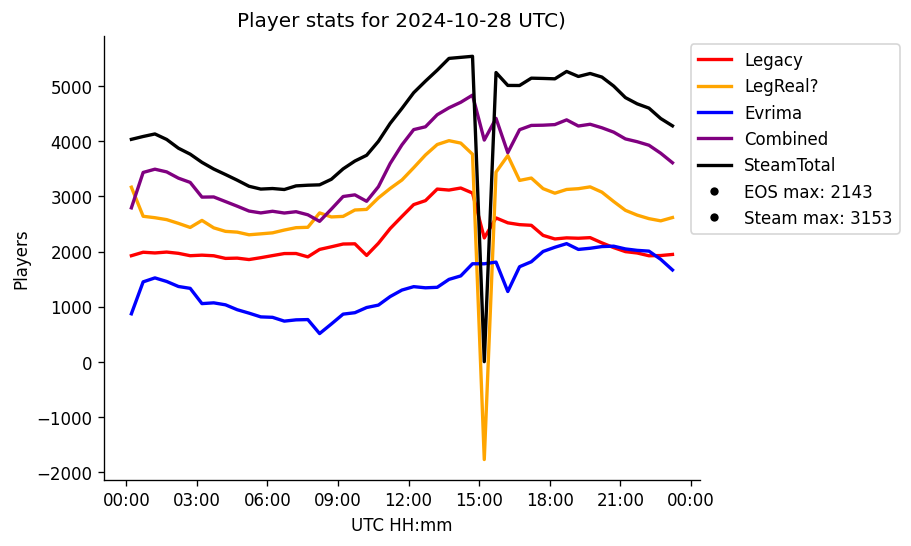 Player stats for 2024-10-28 UTC)
Legacy
LegReal?
Evrima
Combined
SteamTotal
EOS max: 2143
Steam max: 3153
Players
5000
4000
3000
2000
1000
0
−1000
−2000
00:00 03:00 06:00 09:00 12:00 15:00 18:00 21:00 00:00
UTC HH:mm